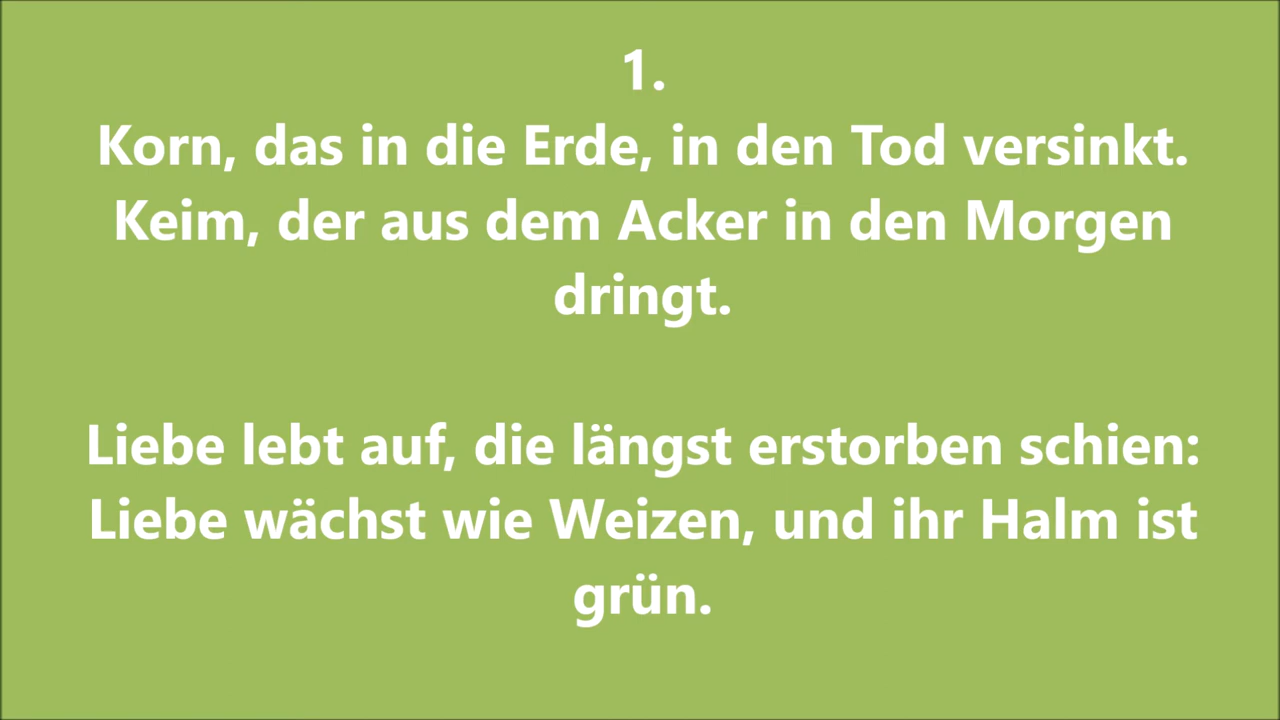 1.
Korn, das in die Erde, in den Tod versinkt.
Keim, der aus dem Acker in den Morgen
dringt.
Liebe lebt auf, die längst erstorben schien:
Liebe wächst wie Weizen, und ihr Halm ist
grün.